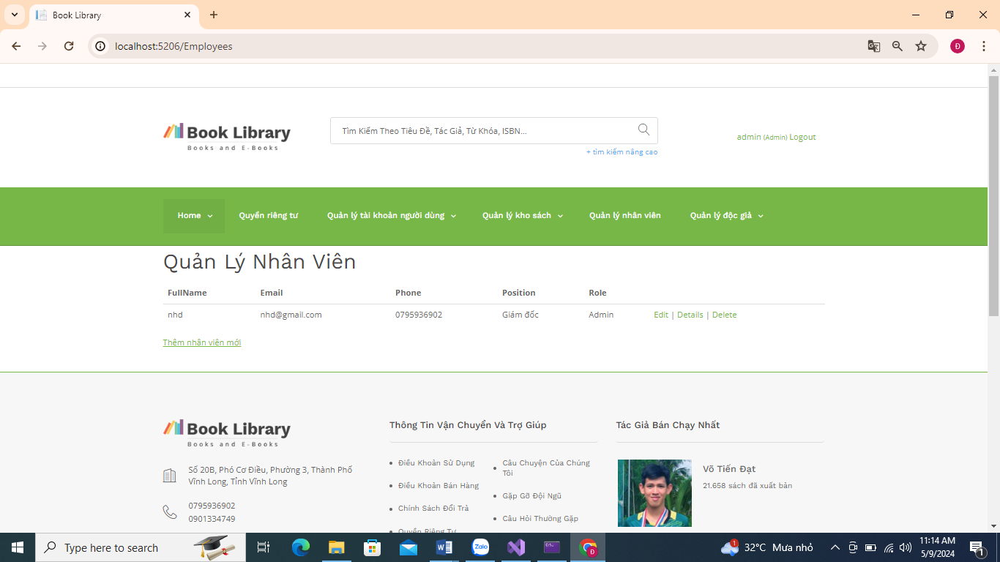 Book Library
localhost:5206/Employees
Đ
Book Library
Books and E-Books
Tìm Kiếm Theo Tiêu Đề, Tác Giả, Từ Khóa, ISBN...
+ tìm kiếm nâng cao
admin (Admin) Logout
Home Quyền riêng tư Quản lý tài khoản người dùng Quản lý kho sách Quản lý nhân viên Quản lý độc giả
Quản Lý Nhân Viên
FullName Email Phone Position Role
nhd nhd@gmail.com 0795936902 Giám đốc Admin Edit | Details | Delete
Thêm nhân viên mới
Book Library
Books and E-Books
Số 20B, Phó Cơ Điều, Phường 3, Thành Phố
Vĩnh Long, Tỉnh Vĩnh Long
0795936902
0901334749
Thông Tin Vận Chuyển Và Trợ Giúp
Điều Khoản Sử Dụng
Điều Khoản Bán Hàng
Chính Sách Đổi Trả
Quyền Riêng Tư
Câu Chuyện Của Chúng
Tôi
Gặp Gỡ Đội Ngũ
Câu Hỏi Thường Gặp
Tác Giả Bán Chạy Nhất
Võ Tiến Đạt
21.658 sách đã xuất bản
Type here to search
Zalo
Đ
1
32°C Mưa nhỏ
11:14 AM
5/9/2024
1